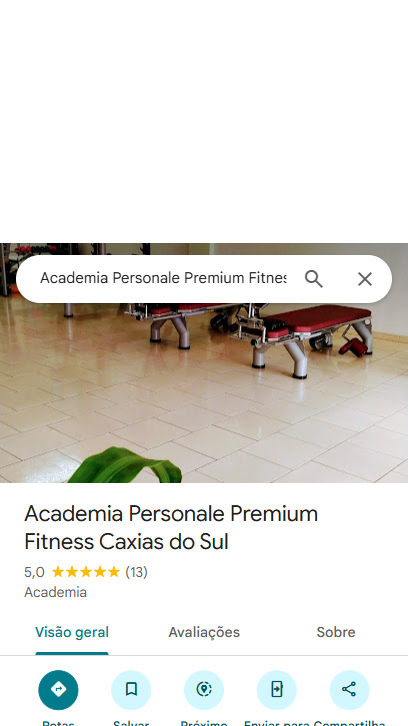 Academia Personale Premium Fitnes
Academia Personale Premium
Fitness Caxias do Sul
5,0 (13)
Academia
Visão geral Avaliações Sobre
Rotas Salvar Próximo Enviar para Compartilha